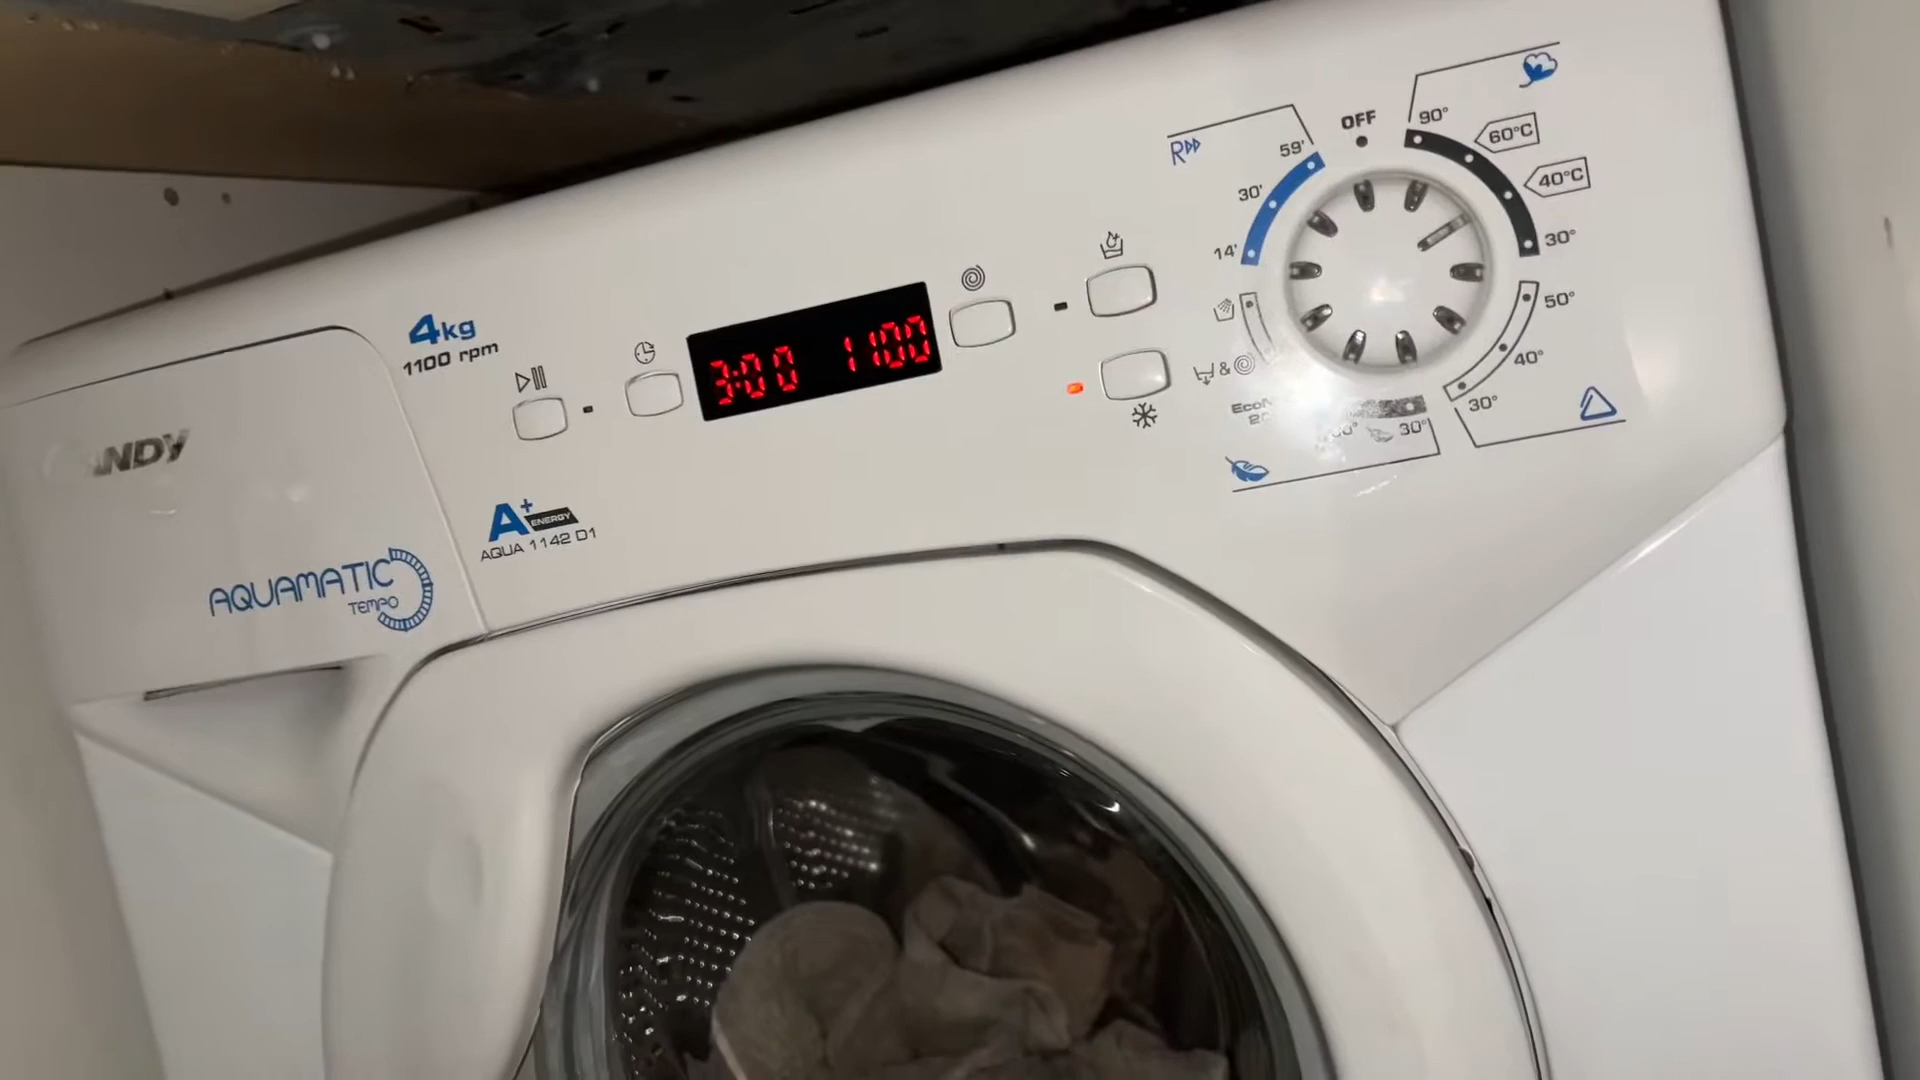 4kg
1100 rpm
3:00 1100
ANDY
A+ ENERGY
AQUA 1142 D1
AQUAMATIC
TEMPO
OFF
90°
60°C
40°C
30°
50°
40°
30°
59'
30'
14'
R
&
30°